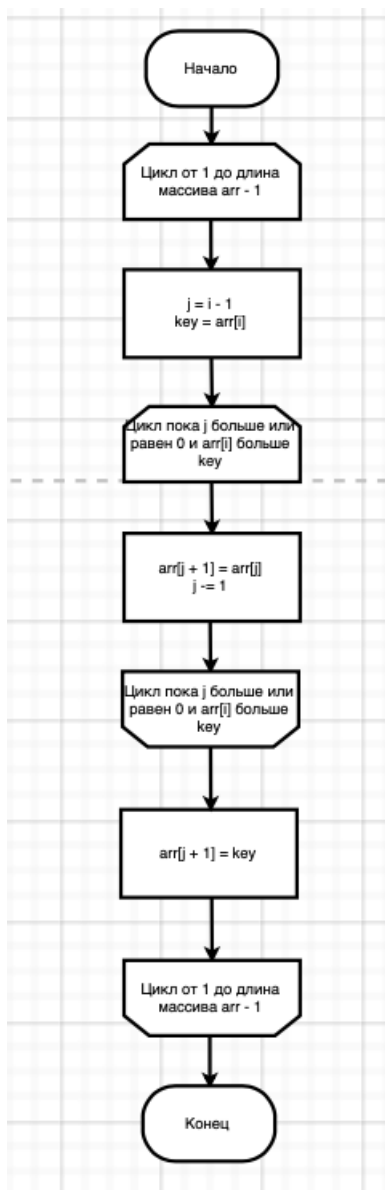 Начало
Цикл от 1 до длина
массива arr - 1
j = i - 1
key = arr[i]
Цикл пока j больше или
равен 0 и arr[i] больше
key
arr[j + 1] = arr[j]
j -= 1
Цикл пока j больше или
равен 0 и arr[i] больше
key
arr[j + 1] = key
Цикл от 1 до длина
массива arr - 1
Конец